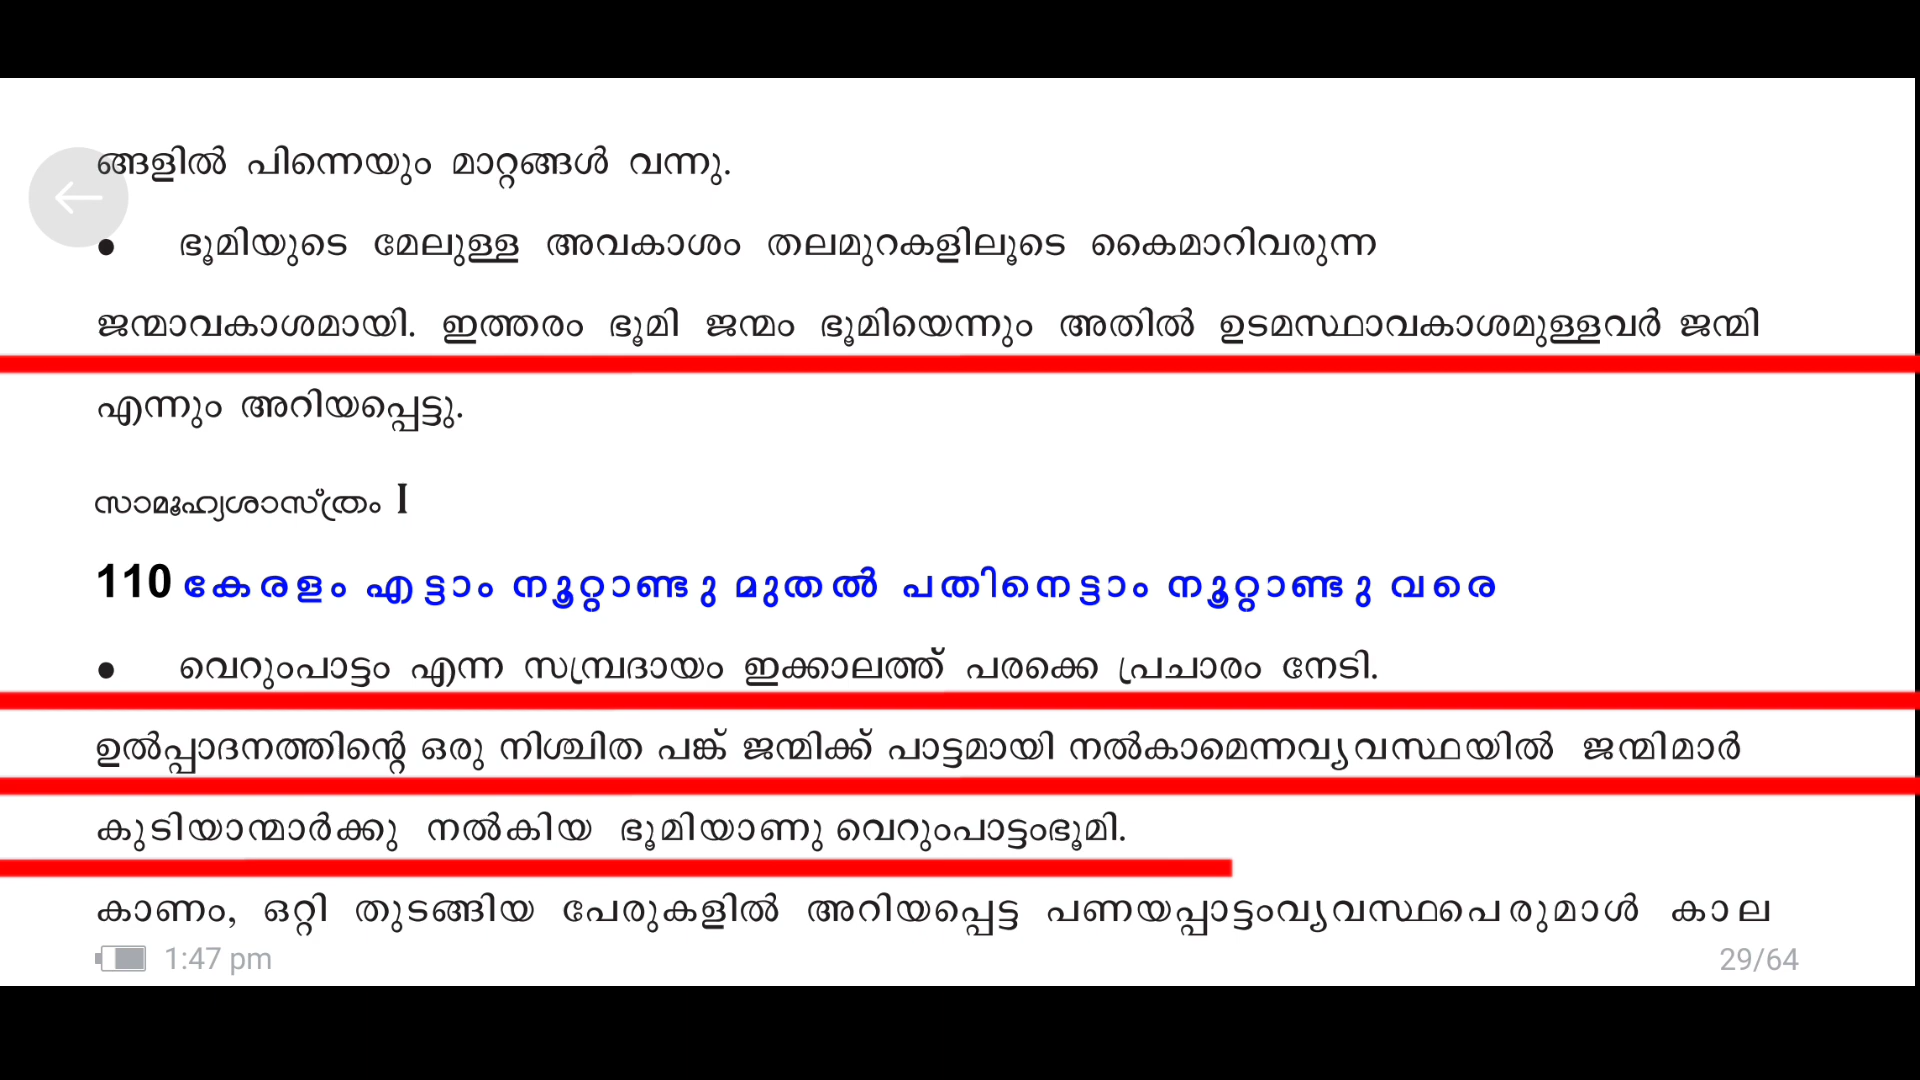 ങ്ങളിൽ പിന്നെയും മാറ്റങ്ങൾ വന്നു.
● ഭൂമിയുടെ മേലുള്ള അവകാശം തലമുറകളിലൂടെ കൈമാറിവരുന്ന
ജന്മാവകാശമായി. ഇത്തരം ഭൂമി ജന്മം ഭൂമിയെന്നും അതിൽ ഉടമസ്ഥാവകാശമുള്ളവർ ജന്മി
എന്നും അറിയപ്പെട്ടു.
സാമൂഹ്യശാസ്ത്രം I
110 കേരളം എട്ടാം നൂറ്റാണ്ടു മുതൽ പതിനെട്ടാം നൂറ്റാണ്ടു വരെ
● വെറുംപാട്ടം എന്ന സമ്പ്രദായം ഇക്കാലത്ത് പരക്കെ പ്രചാരം നേടി.
ഉൽപ്പാദനത്തിന്റെ ഒരു നിശ്ചിത പങ്ക് ജന്മിക്ക് പാട്ടമായി നൽകാമെന്നവ്യവസ്ഥയിൽ ജന്മിമാർ
കുടിയാന്മാർക്കു നൽകിയ ഭൂമിയാണു വെറുംപാട്ടംഭൂമി.
കാണം, ഒറ്റി തുടങ്ങിയ പേരുകളിൽ അറിയപ്പെട്ട പണയപ്പാട്ടംവ്യവസ്ഥപെരുമാൾ കാല
1:47 pm 29/64